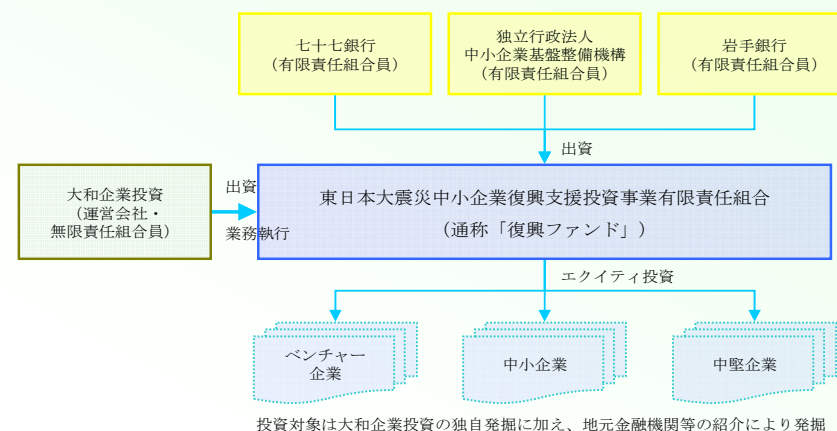 七十七銀行
（有限責任組合員）
独立行政法人
中小企業基盤整備機構
（有限責任組合員）
岩手銀行
（有限責任組合員）
出資
大和企業投資
（運営会社・
無限責任組合員）
出資
業務執行
東日本大震災中小企業復興支援投資事業有限責任組合
（通称「復興ファンド」）
エクイティ投資
ベンチャー
企業
中小企業
中堅企業
投資対象は大和企業投資の独自発掘に加え、地元金融機関等の紹介により発掘